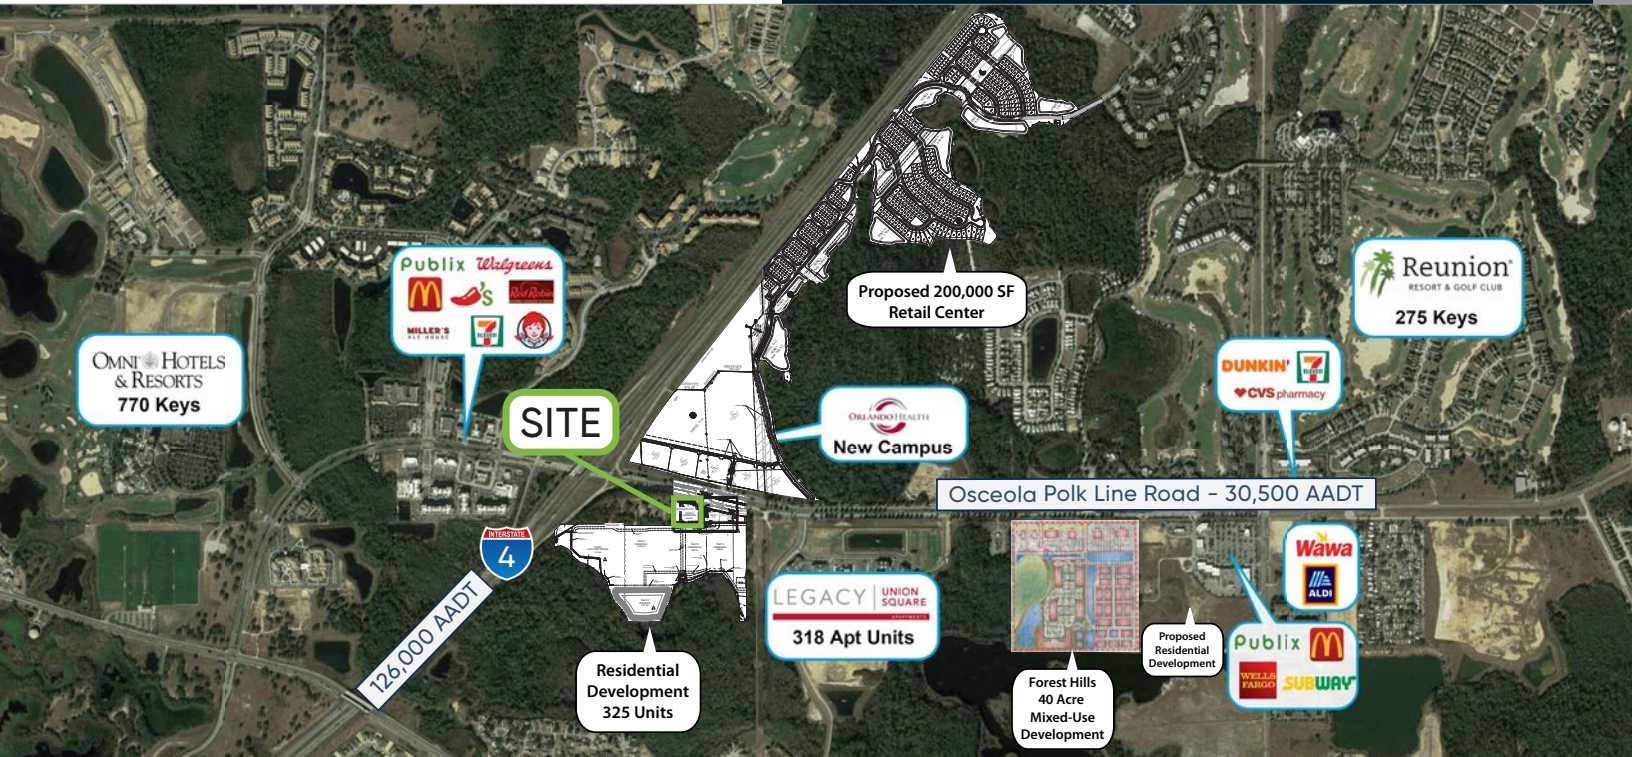 Publix Walgreens
M Chili'S Red Robin
MILLER'S
ALE HOUSE
7
ELEVEN
OMNI HOTELS
& RESORTS
770 Keys
SITE
Proposed 200,000 SF
Retail Center
Reunion®
RESORT & GOLF CLUB
275 Keys
DUNKIN' 7
ELEVEN
CVS pharmacy
ORLANDO HEALTH
New Campus
Osceola Polk Line Road - 30,500 AADT
INTERSTATE
4
126,000 AADT
LEGACY UNION
SQUARE
APARTMENTS
318 Apt Units
Residential
Development
325 Units
Forest Hills
40 Acre
Mixed-Use
Development
Proposed
Residential
Development
Wawa
ALDI
Publix M
WELLS
FARGO
SUBWAY